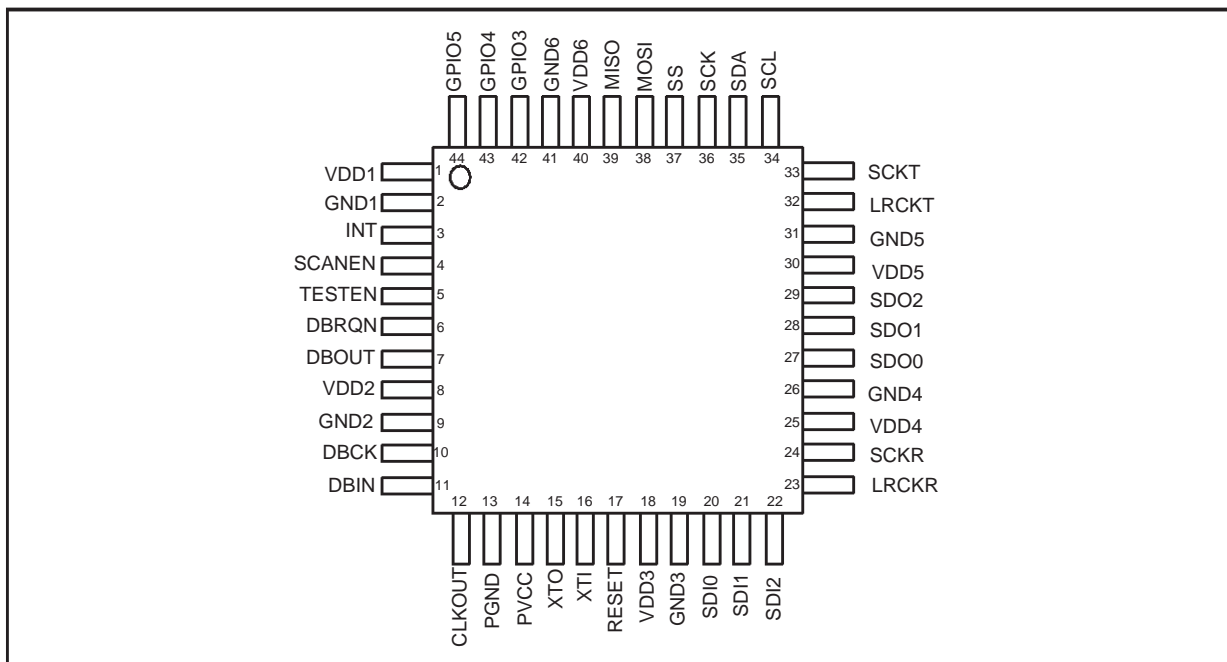 GPIO5
GPIO4
GPIO3
GND6
VDD6
MISO
MOSI
SS
SCK
SDA
SCL
44
43
42
41
40
39
38
37
36
35
34
VDD1
1
33
SCKT
GND1
2
32
LRCKT
INT
3
31
GND5
SCANEN
4
30
VDD5
TESTEN
5
29
SDO2
DBRQN
6
28
SDO1
DBOUT
7
27
SDO0
VDD2
8
26
GND4
GND2
9
25
VDD4
DBCK
10
24
SCKR
DBIN
11
23
LRCKR
12
13
14
15
16
17
18
19
20
21
22
CLKOUT
PGND
PVCC
XTO
XTI
RESET
VDD3
GND3
SDI0
SDI1
SDI2